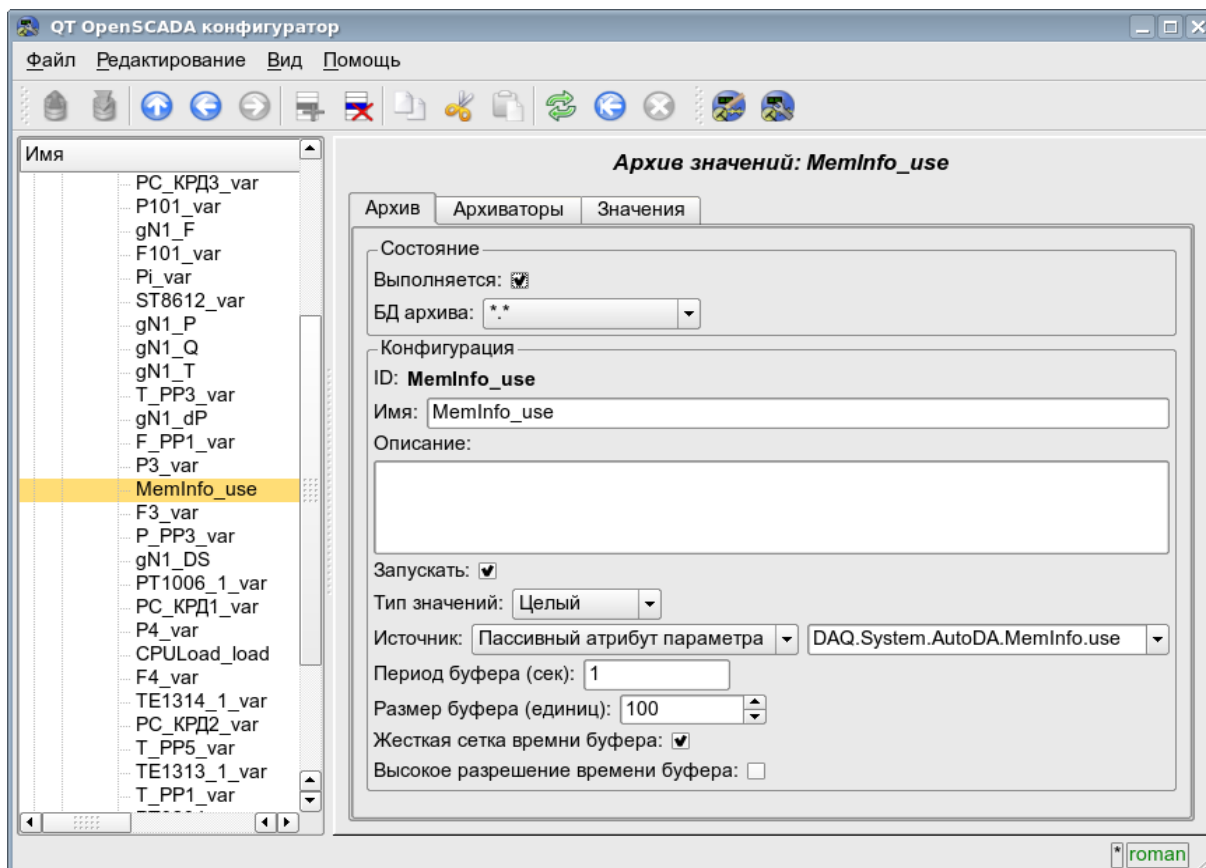 QT OpenSCADA конфигуратор
Файл Редактирование Вид Помощь
Имя
PC_КРД3_var
P101_var
gN1_F
F101_var
Pi_var
ST8612_var
gN1_P
gN1_Q
gN1_T
T_PP3_var
gN1_dP
F_PP1_var
P3_var
MemInfo_use
F3_var
P_PP3_var
gN1_DS
PT1006_1_var
PC_КРД1_var
P4_var
CPULoad_load
F4_var
TE1314_1_var
PC_КРД2_var
T_PP5_var
TE1313_1_var
T_PP1_var
Архив значений: MemInfo_use
Архив Архиваторы Значения
Состояние
Выполняется:
БД архива: *.*
Конфигурация
ID: MemInfo_use
Имя: MemInfo_use
Описание:
Запускать:
Тип значений: Целый
Источник: Пассивный атрибут параметра DAQ.System.AutoDA.MemInfo.use
Период буфера (сек): 1
Размер буфера (единиц): 100
Жесткая сетка времни буфера:
Высокое разрешение времени буфера:
* roman